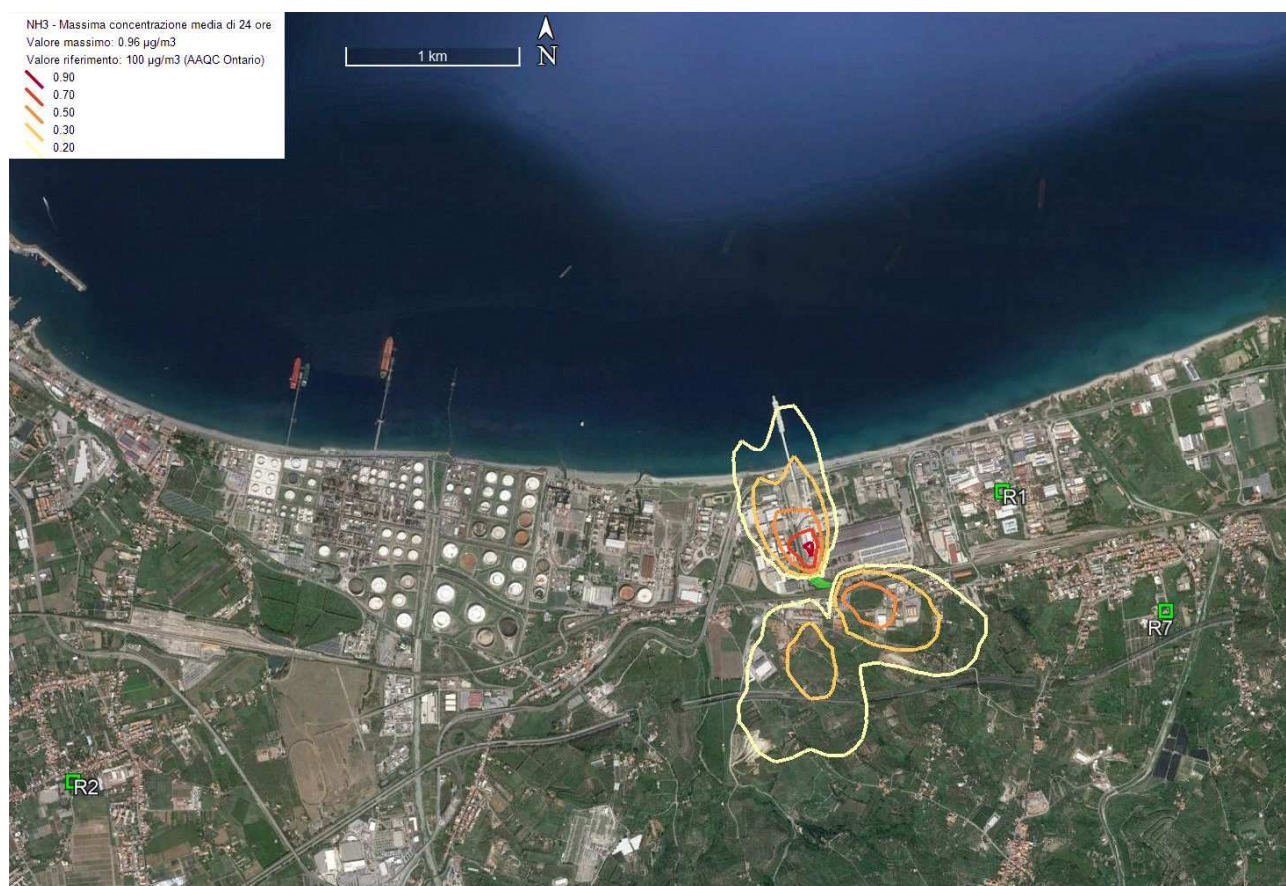 NH3 - Massima concentrazione media di 24 ore
Valore massimo: 0.96 µg/m3
Valore riferimento: 100 µg/m3 (AAQC Ontario)
0.90
0.70
0.50
0.30
0.20
1 km
N
R1
R7
R2